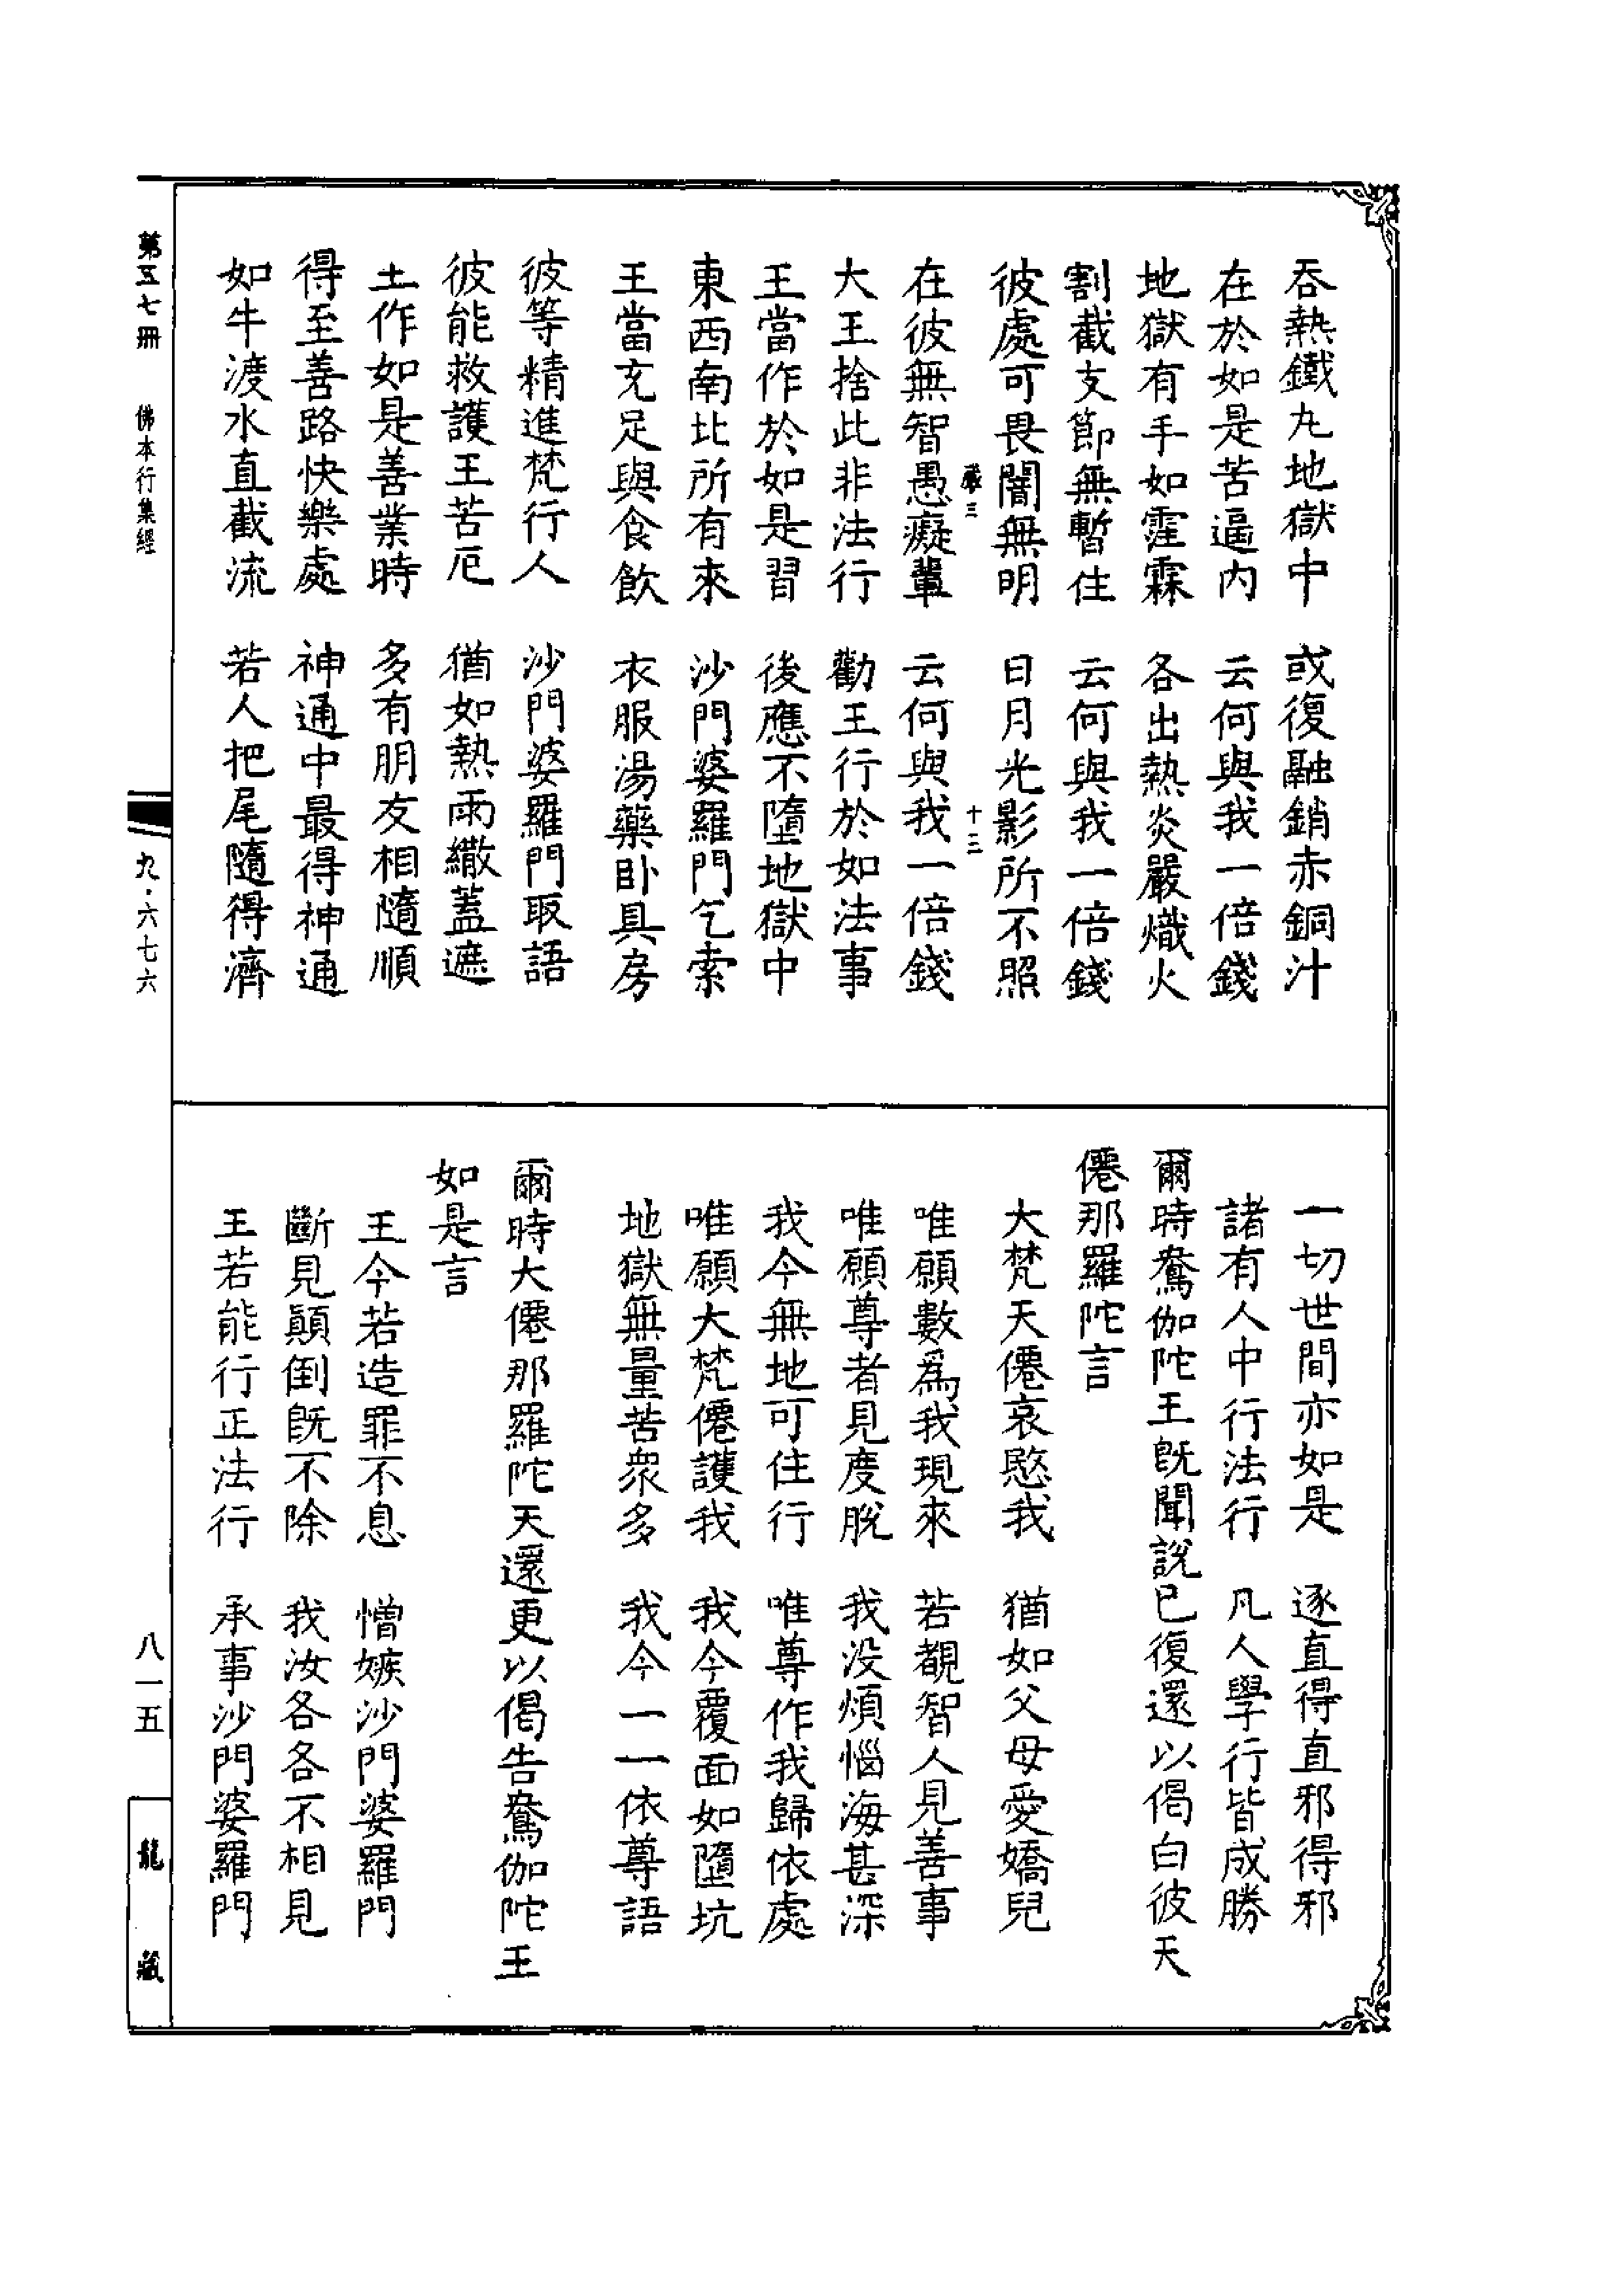 吞熱鐵丸地獄中　或復融銷赤銅汁
在於如是苦逼內　云何與我一倍錢
地獄有手如霔霖　各出熱炎嚴熾火
割截支節無暫住　云何與我一倍錢
彼處可畏闇無明　日月光影所不照
十三
在彼無智愚癡輩　云何與我一倍錢
大王捨此非法行　勸王行於如法事
王當作於如是習　後應不墮地獄中
東西南北所有來　沙門婆羅門乞索
王當充足與食飲　衣服湯藥卧具房
彼等精進梵行人　沙門婆羅門取語
彼能救護王苦厄　猶如熱雨繖蓋遮
土作如是善業時　多有朋友相隨順
得至善路快樂處　神通中最得神通
如牛渡水直截流　若人把尾隨得濟
一切世間亦如是　逐直得直邪得邪
諸有人中行法行　凡人學行皆成勝
爾時鴦伽陀王旣聞說已復還以偈白彼天
僊那羅陀言
大梵天僊哀愍我　猶如父母愛嬌兒
唯願數爲我現來　若覩智人見善事
唯願尊者見度脫　我没煩惱海甚深
我今無地可住行　唯尊作我歸依處
唯願大梵僊護我　我今覆面如墮坑
地獄無量苦衆多　我今一一依尊語
爾時大僊那羅陀天還更以偈告鴦伽陀王
如是言
王今若造罪不息　憎嫉沙門婆羅門
斷見顚倒旣不除　我汝各各不相見
王若能行正法行　承事沙門婆羅門
第五七冊　佛本行集經
九·六七六
八一五
龍藏